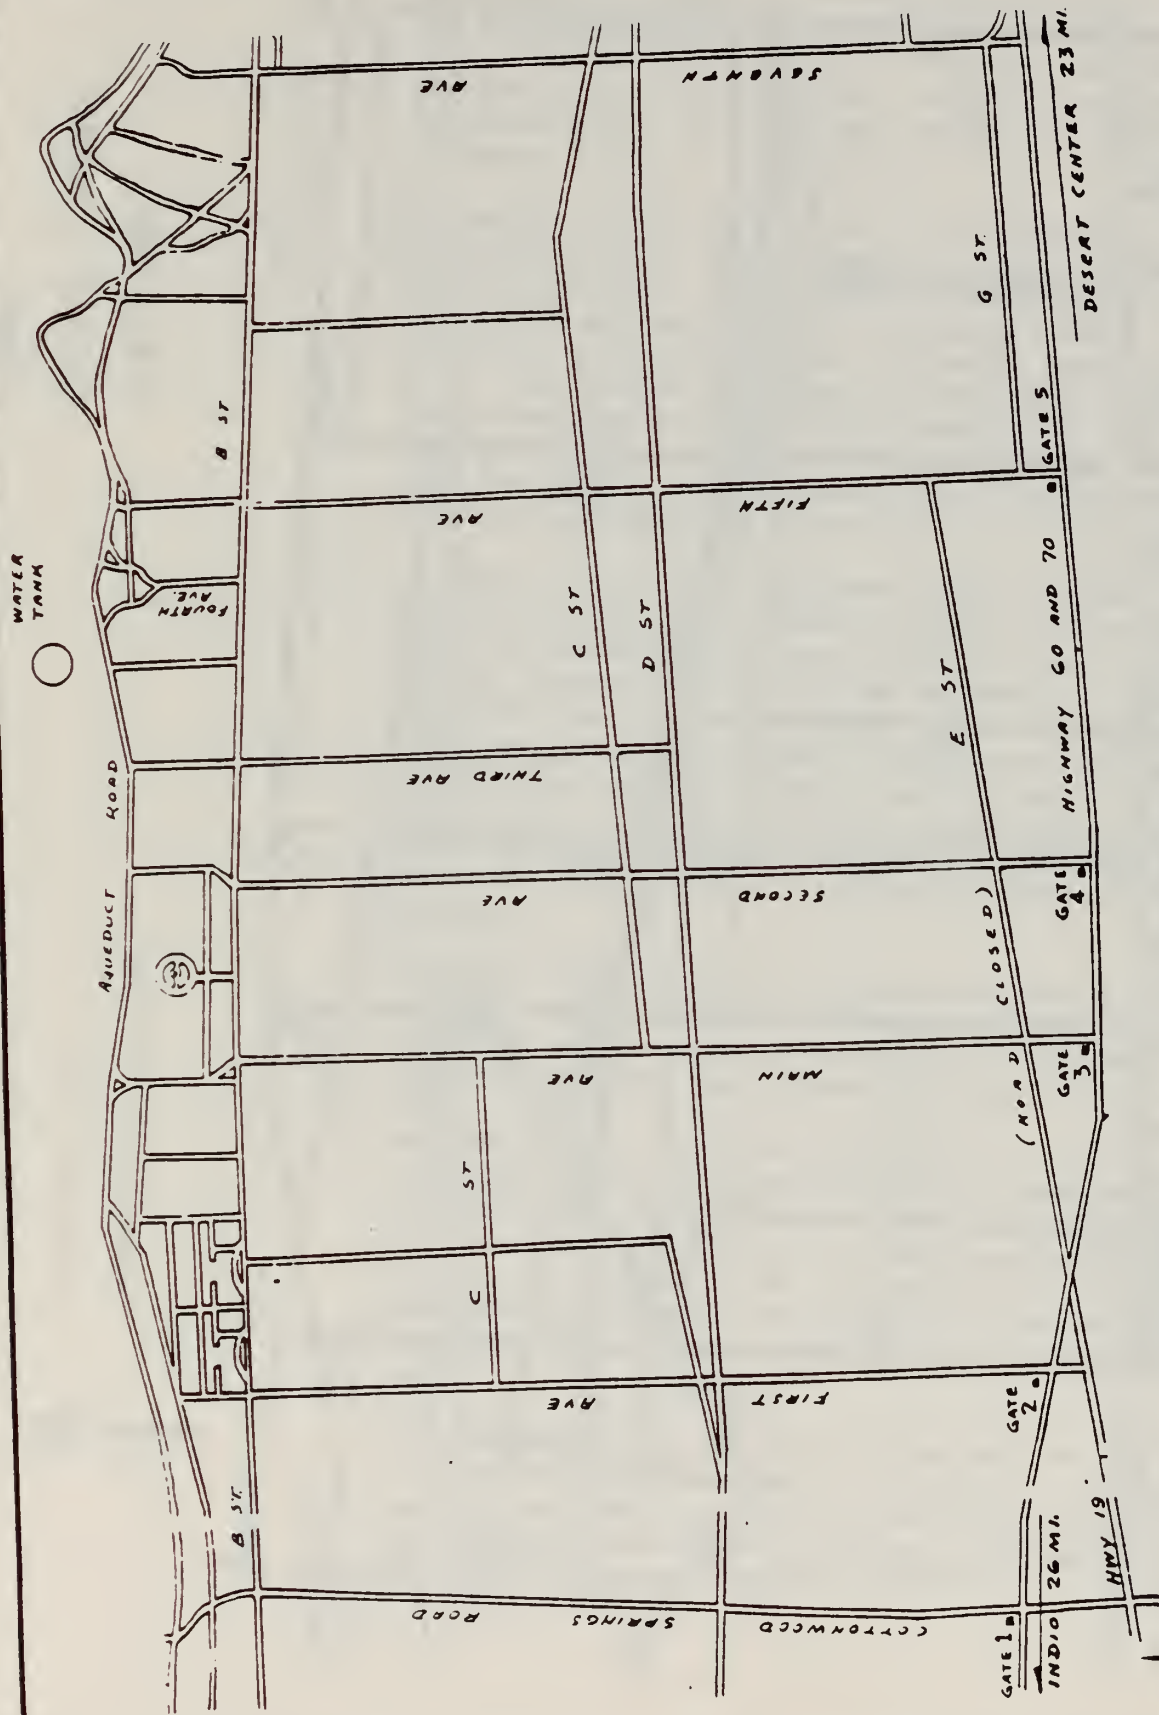 WATER
TANK
AQUEDUCT ROAD
B ST
B ST.
FOURTH
AVE.
C ST
C ST
D ST
E ST
(ROAD CLOSED)
G ST.
COTTONWOOD SPRINGS ROAD
FIRST AVE
MAIN AVE
SECOND AVE
THIRD AVE
FIFTH AVE
SEVENTH AVE
GATE 1
GATE
2
GATE
3
GATE
4
GATE 5
HIGHWAY 60 AND 70
INDIO 26 MI.
HWY 19
DESERT CENTER 23 MI.